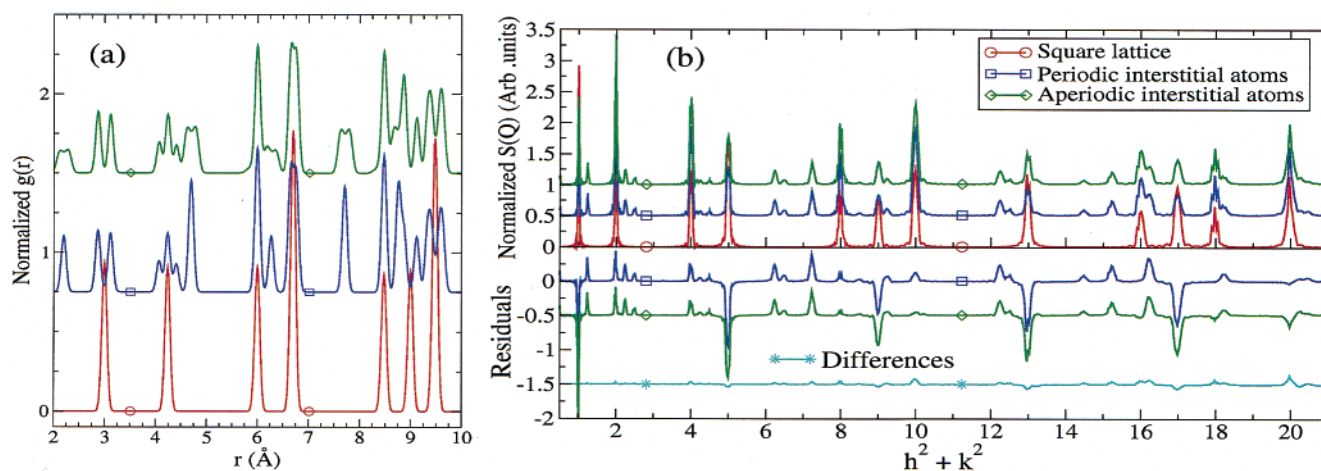 (a)
Normalized g(r)
2
1
0
2 3 4 5 6 7 8 9 10
r (Å)
(b)
Square lattice
Periodic interstitial atoms
Aperiodic interstitial atoms
Normalized S(Q) (Arb .units)
3.5
3
2.5
2
1.5
1
0.5
0
Residuals
0
-0.5
-1
-1.5
-2
Differences
2 4 6 8 10 12 14 16 18 20
h² + k²